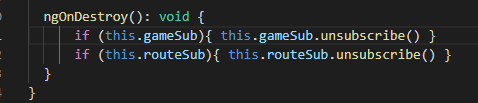 ngOnDestroy(): void {
if (this.gameSub){ this.gameSub.unsubscribe() }
if (this.routeSub){ this.routeSub.unsubscribe() }
}
}